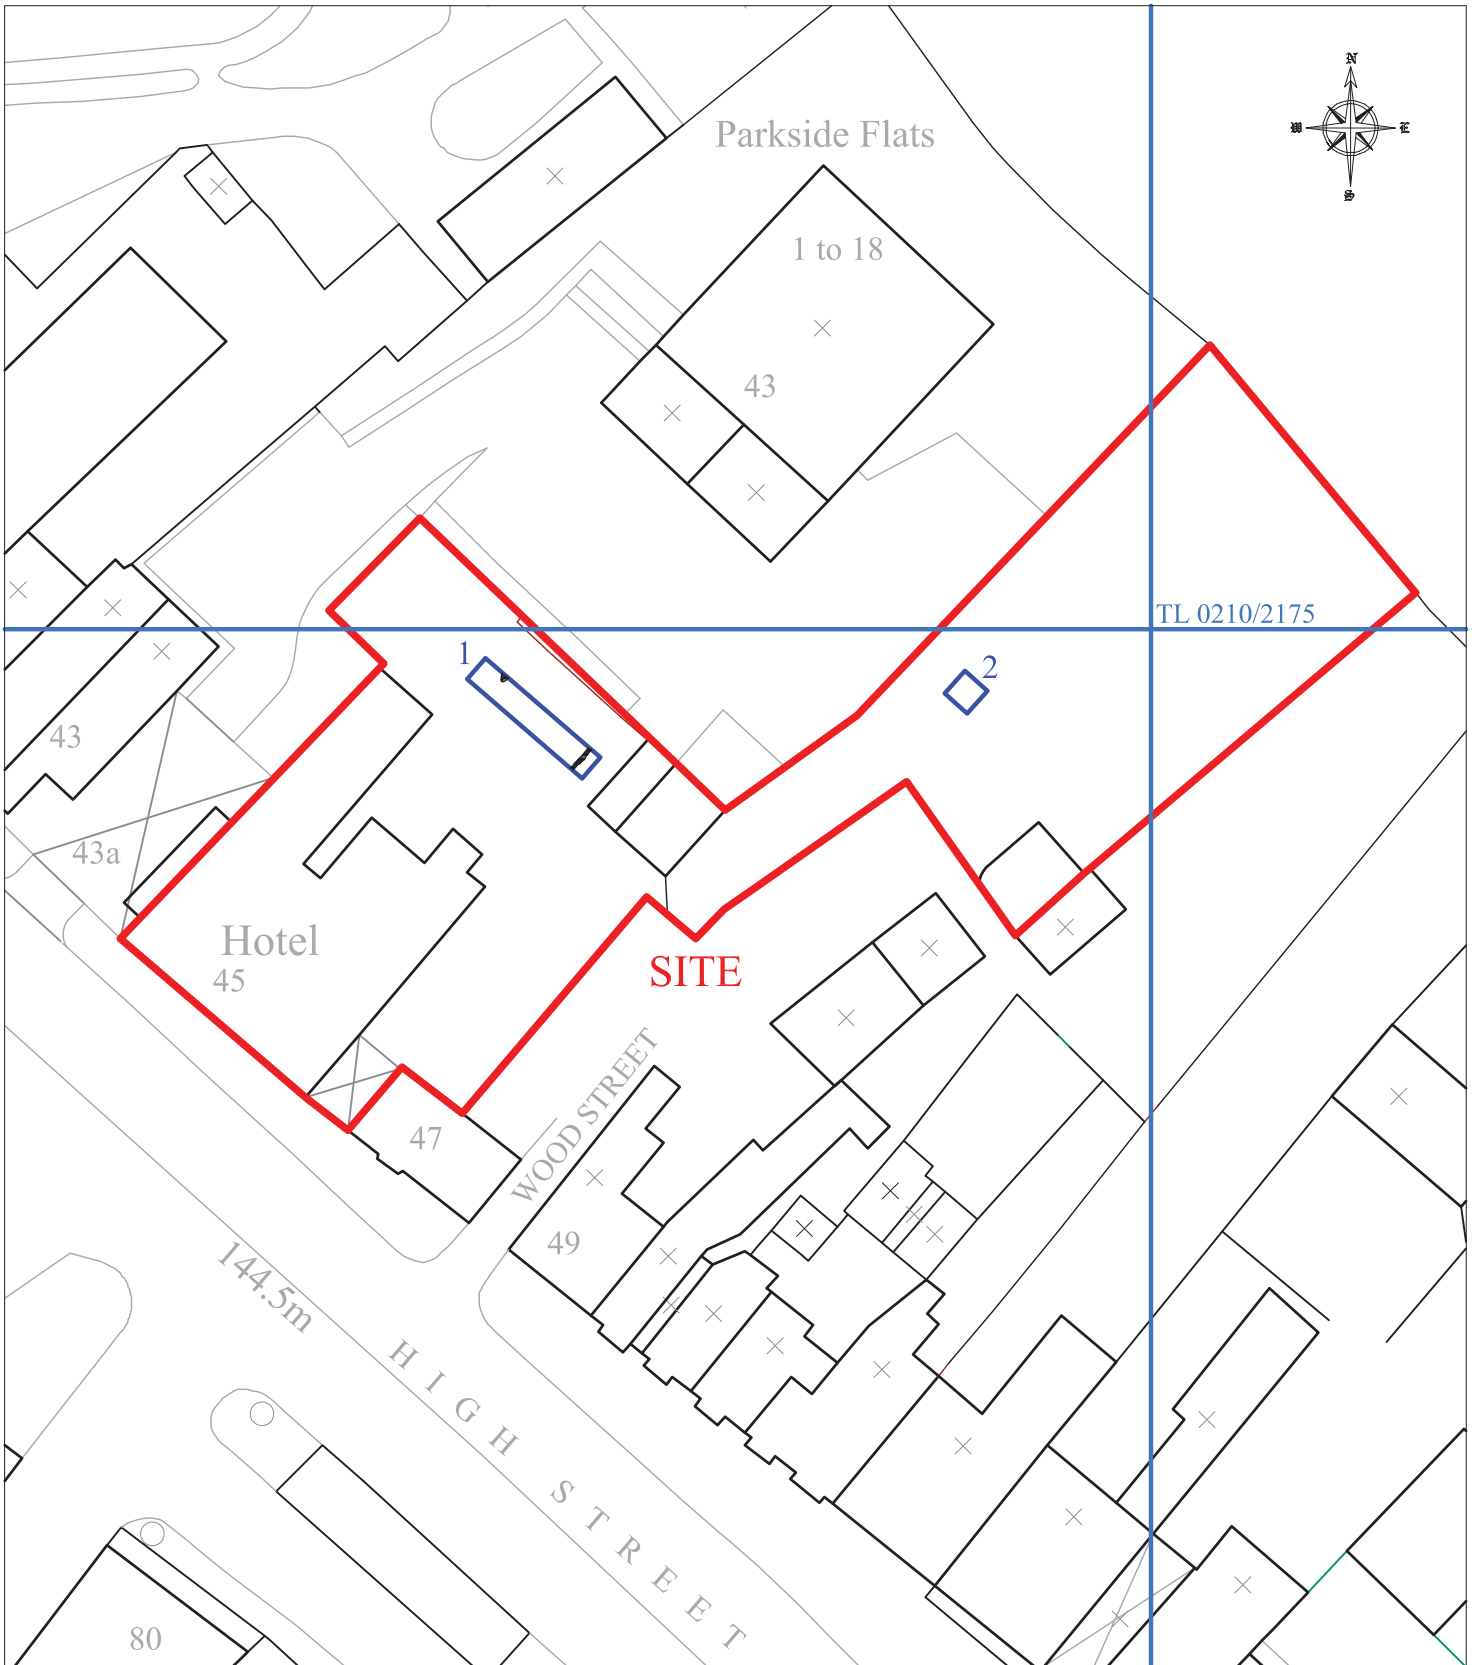 N
W E
S
Parkside Flats
1 to 18
43
TL 0210/2175
1
2
43
43a
Hotel
45
SITE
WOOD STREET
47
49
144.5m
HIGH STREET
80